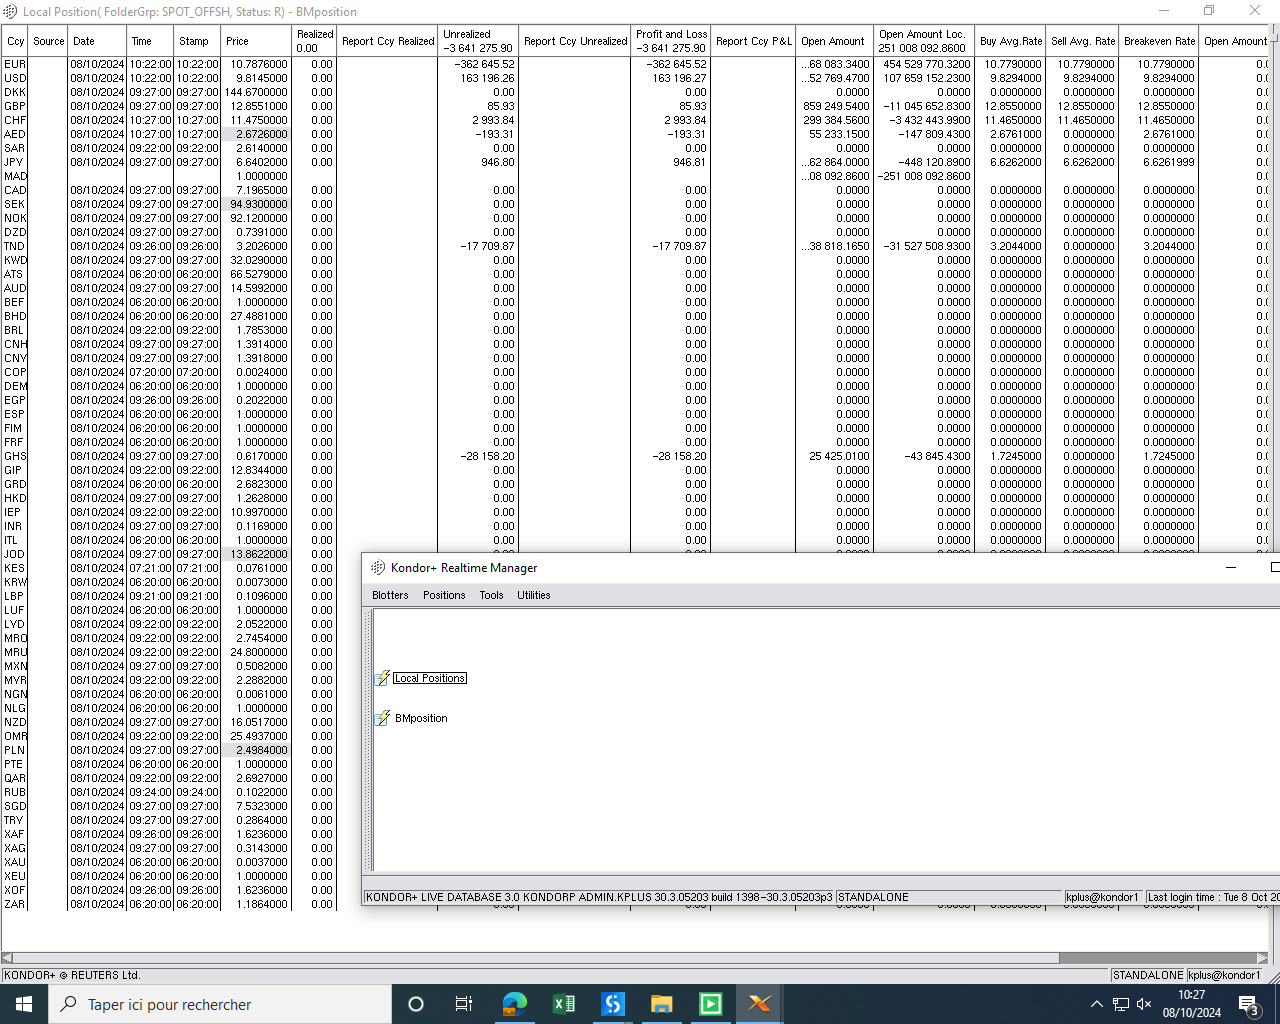 Local Position( FolderGrp: SPOT_OFFSH, Status: R) - BMposition
Ccy Source Date Time Stamp Price Realized 0.00 Report Ccy Realized Unrealized −3 641 275.90 Report Ccy Unrealized Profit and Loss −3 641 275.90 Report Ccy P&L Open Amount Open Amount Loc. 251 008 092.8600 Buy Avg.Rate Sell Avg. Rate Breakeven Rate Open Amount
EUR 08/10/2024 10:22:00 10:22:00 10.7876000 0.00 −362 645.52 −362 645.52 ...68 083.3400 454 529 770.3200 10.7790000 10.7790000 10.7790000 0.0
USD 08/10/2024 10:22:00 10:22:00 9.8145000 0.00 163 196.26 163 196.27 ...52 769.4700 107 659 152.2300 9.8294000 9.8294000 9.8294000 0.0
DKK 08/10/2024 09:27:00 09:27:00 144.6700000 0.00 0.00 0.00 0.0000 0.0000 0.0000000 0.0000000 0.0000000 0.0
GBP 08/10/2024 09:27:00 09:27:00 12.8551000 0.00 85.93 85.93 859 249.5400 −11 045 652.8300 12.8550000 12.8550000 12.8550000 0.0
CHF 08/10/2024 10:27:00 10:27:00 11.4750000 0.00 2 993.84 2 993.84 299 384.5600 −3 432 443.9900 11.4650000 11.4650000 11.4650000 0.0
AED 08/10/2024 10:27:00 10:27:00 2.6726000 0.00 −193.31 −193.31 55 233.1500 −147 809.4300 2.6761000 0.0000000 2.6761000 0.0
SAR 08/10/2024 09:22:00 09:22:00 2.6140000 0.00 0.00 0.00 0.0000 0.0000 0.0000000 0.0000000 0.0000000 0.0
JPY 08/10/2024 09:27:00 09:27:00 6.6402000 0.00 946.80 946.81 ...62 864.0000 −448 120.8900 6.6262000 6.6262000 6.6261999 0.0
MAD 1.0000000 0.00 0.00 ...08 092.8600 −251 008 092.8600 0.0000000 0.0000000 0.0000000 0.0
CAD 08/10/2024 09:27:00 09:27:00 7.1965000 0.00 0.00 0.00 0.0000 0.0000 0.0000000 0.0000000 0.0000000 0.0
SEK 08/10/2024 09:27:00 09:27:00 94.9300000 0.00 0.00 0.00 0.0000 0.0000 0.0000000 0.0000000 0.0000000 0.0
NOK 08/10/2024 09:27:00 09:27:00 92.1200000 0.00 0.00 0.00 0.0000 0.0000 0.0000000 0.0000000 0.0000000 0.0
DZD 08/10/2024 09:27:00 09:27:00 0.7391000 0.00 0.00 0.00 0.0000 0.0000 0.0000000 0.0000000 0.0000000 0.0
TND 08/10/2024 09:26:00 09:26:00 3.2026000 0.00 −17 709.87 −17 709.87 ...38 818.1650 −31 527 508.9300 3.2044000 0.0000000 3.2044000 0.0
KWD 08/10/2024 09:27:00 09:27:00 32.0290000 0.00 0.00 0.00 0.0000 0.0000 0.0000000 0.0000000 0.0000000 0.0
ATS 08/10/2024 06:20:00 06:20:00 66.5279000 0.00 0.00 0.00 0.0000 0.0000 0.0000000 0.0000000 0.0000000 0.0
AUD 08/10/2024 09:27:00 09:27:00 14.5992000 0.00 0.00 0.00 0.0000 0.0000 0.0000000 0.0000000 0.0000000 0.0
BEF 08/10/2024 06:20:00 06:20:00 1.0000000 0.00 0.00 0.00 0.0000 0.0000 0.0000000 0.0000000 0.0000000 0.0
BHD 08/10/2024 06:20:00 06:20:00 27.4881000 0.00 0.00 0.00 0.0000 0.0000 0.0000000 0.0000000 0.0000000 0.0
BRL 08/10/2024 09:22:00 09:22:00 1.7853000 0.00 0.00 0.00 0.0000 0.0000 0.0000000 0.0000000 0.0000000 0.0
CNH 08/10/2024 09:27:00 09:27:00 1.3914000 0.00 0.00 0.00 0.0000 0.0000 0.0000000 0.0000000 0.0000000 0.0
CNY 08/10/2024 09:27:00 09:27:00 1.3918000 0.00 0.00 0.00 0.0000 0.0000 0.0000000 0.0000000 0.0000000 0.0
COP 08/10/2024 07:20:00 07:20:00 0.0024000 0.00 0.00 0.00 0.0000 0.0000 0.0000000 0.0000000 0.0000000 0.0
DEM 08/10/2024 06:20:00 06:20:00 1.0000000 0.00 0.00 0.00 0.0000 0.0000 0.0000000 0.0000000 0.0000000 0.0
EGP 08/10/2024 09:26:00 09:26:00 0.2022000 0.00 0.00 0.00 0.0000 0.0000 0.0000000 0.0000000 0.0000000 0.0
ESP 08/10/2024 06:20:00 06:20:00 1.0000000 0.00 0.00 0.00 0.0000 0.0000 0.0000000 0.0000000 0.0000000 0.0
FIM 08/10/2024 06:20:00 06:20:00 1.0000000 0.00 0.00 0.00 0.0000 0.0000 0.0000000 0.0000000 0.0000000 0.0
FRF 08/10/2024 06:20:00 06:20:00 1.0000000 0.00 0.00 0.00 0.0000 0.0000 0.0000000 0.0000000 0.0000000 0.0
GHS 08/10/2024 09:27:00 09:27:00 0.6170000 0.00 −28 158.20 −28 158.20 25 425.0100 −43 845.4300 1.7245000 0.0000000 1.7245000 0.0
GIP 08/10/2024 09:22:00 09:22:00 12.8344000 0.00 0.00 0.00 0.0000 0.0000 0.0000000 0.0000000 0.0000000 0.0
GRD 08/10/2024 06:20:00 06:20:00 2.6823000 0.00 0.00 0.00 0.0000 0.0000 0.0000000 0.0000000 0.0000000 0.0
HKD 08/10/2024 09:27:00 09:27:00 1.2628000 0.00 0.00 0.00 0.0000 0.0000 0.0000000 0.0000000 0.0000000 0.0
IEP 08/10/2024 09:22:00 09:22:00 10.9970000 0.00 0.00 0.00 0.0000 0.0000 0.0000000 0.0000000 0.0000000 0.0
INR 08/10/2024 09:27:00 09:27:00 0.1169000 0.00 0.00 0.00 0.0000 0.0000 0.0000000 0.0000000 0.0000000 0.0
ITL 08/10/2024 06:20:00 06:20:00 1.0000000 0.00 0.00 0.00 0.0000 0.0000 0.0000000 0.0000000 0.0000000 0.0
JOD 08/10/2024 09:27:00 09:27:00 13.8622000 0.00
KES 08/10/2024 07:21:00 07:21:00 0.0761000 0.00
KRW 08/10/2024 06:20:00 06:20:00 0.0073000 0.00
LBP 08/10/2024 09:21:00 09:21:00 0.1096000 0.00
LUF 08/10/2024 06:20:00 06:20:00 1.0000000 0.00
LYD 08/10/2024 09:22:00 09:22:00 2.0522000 0.00
MRO 08/10/2024 09:22:00 09:22:00 2.7454000 0.00
MRU 08/10/2024 09:22:00 09:22:00 24.8000000 0.00
MXN 08/10/2024 09:27:00 09:27:00 0.5082000 0.00
MYR 08/10/2024 09:22:00 09:22:00 2.2882000 0.00
NGN 08/10/2024 06:20:00 06:20:00 0.0061000 0.00
NLG 08/10/2024 06:20:00 06:20:00 1.0000000 0.00
NZD 08/10/2024 09:27:00 09:27:00 16.0517000 0.00
OMR 08/10/2024 09:22:00 09:22:00 25.4937000 0.00
PLN 08/10/2024 09:27:00 09:27:00 2.4984000 0.00
PTE 08/10/2024 06:20:00 06:20:00 1.0000000 0.00
QAR 08/10/2024 09:22:00 09:22:00 2.6927000 0.00
RUB 08/10/2024 09:24:00 09:24:00 0.1022000 0.00
SGD 08/10/2024 09:27:00 09:27:00 7.5323000 0.00
TRY 08/10/2024 09:27:00 09:27:00 0.2864000 0.00
XAF 08/10/2024 09:26:00 09:26:00 1.6236000 0.00
XAG 08/10/2024 09:27:00 09:27:00 0.3143000 0.00
XAU 08/10/2024 06:20:00 06:20:00 0.0037000 0.00
XEU 08/10/2024 06:20:00 06:20:00 1.0000000 0.00
XOF 08/10/2024 09:26:00 09:26:00 1.6236000 0.00
ZAR 08/10/2024 09:27:00 09:27:00 1.1864000 0.00
Kondor+ Realtime Manager
Blotters Positions Tools Utilities
Local Positions
BMposition
KONDOR+ LIVE DATABASE 3.0 KONDORP ADMIN.KPLUS 30.3.05203 build 1398−30.3.05203p3 STANDALONE kplus@kondor1 Last login time : Tue 8 Oct 20
KONDOR+ © REUTERS Ltd. STANDALONE kplus@kondor1
Taper ici pour rechercher
10:27
08/10/2024
3